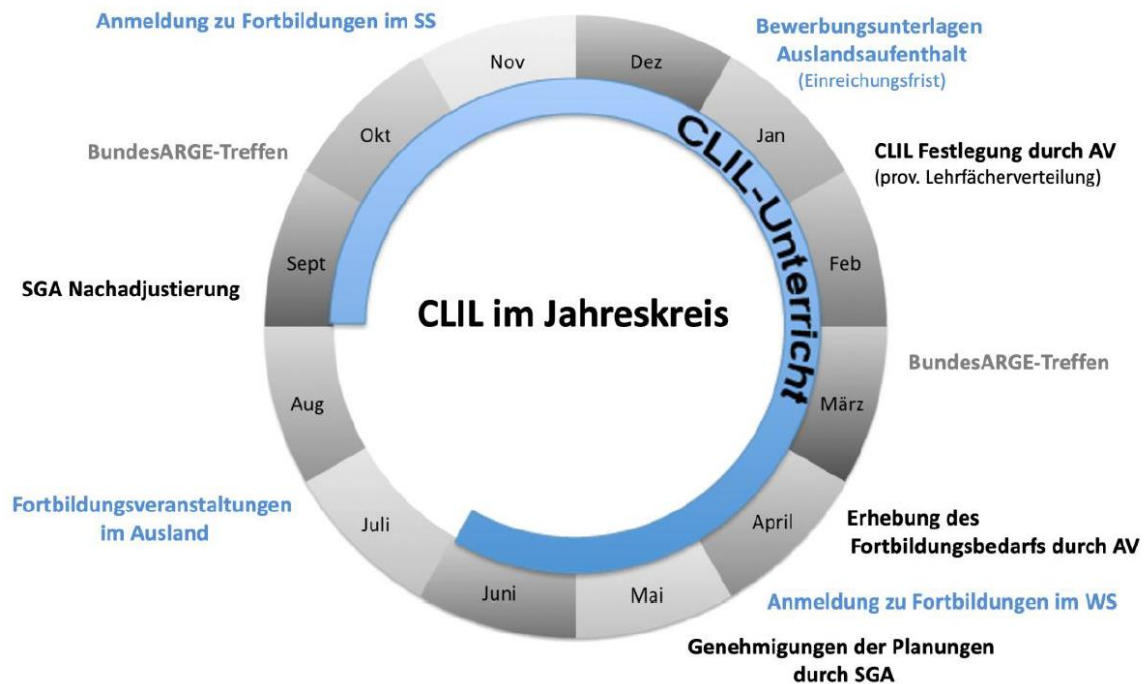 Anmeldung zu Fortbildungen im SS
Bewerbungsunterlagen
Auslandsaufenthalt
(Einreichungsfrist)
Nov
Dez
Okt
Jan
BundesARGE-Treffen
CLIL Festlegung durch AV
(prov. Lehrfächerverteilung)
CLIL-Unterricht
Sept
Feb
SGA Nachadjustierung
CLIL im Jahreskreis
BundesARGE-Treffen
Aug
März
Fortbildungsveranstaltungen
im Ausland
Juli
April
Erhebung des
Fortbildungsbedarfs durch AV
Juni
Mai
Anmeldung zu Fortbildungen im WS
Genehmigungen der Planungen
durch SGA